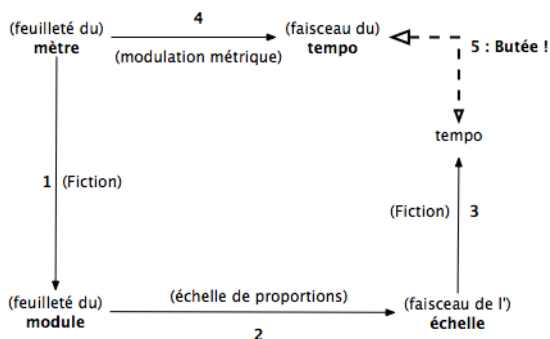 4
(feuilleté du)
mètre
(modulation métrique)
(faisceau du)
tempo
5 : Butée !
tempo
1 (Fiction)
(Fiction) 3
(feuilleté du)
module
(échelle de proportions)
2
(faisceau de l')
échelle